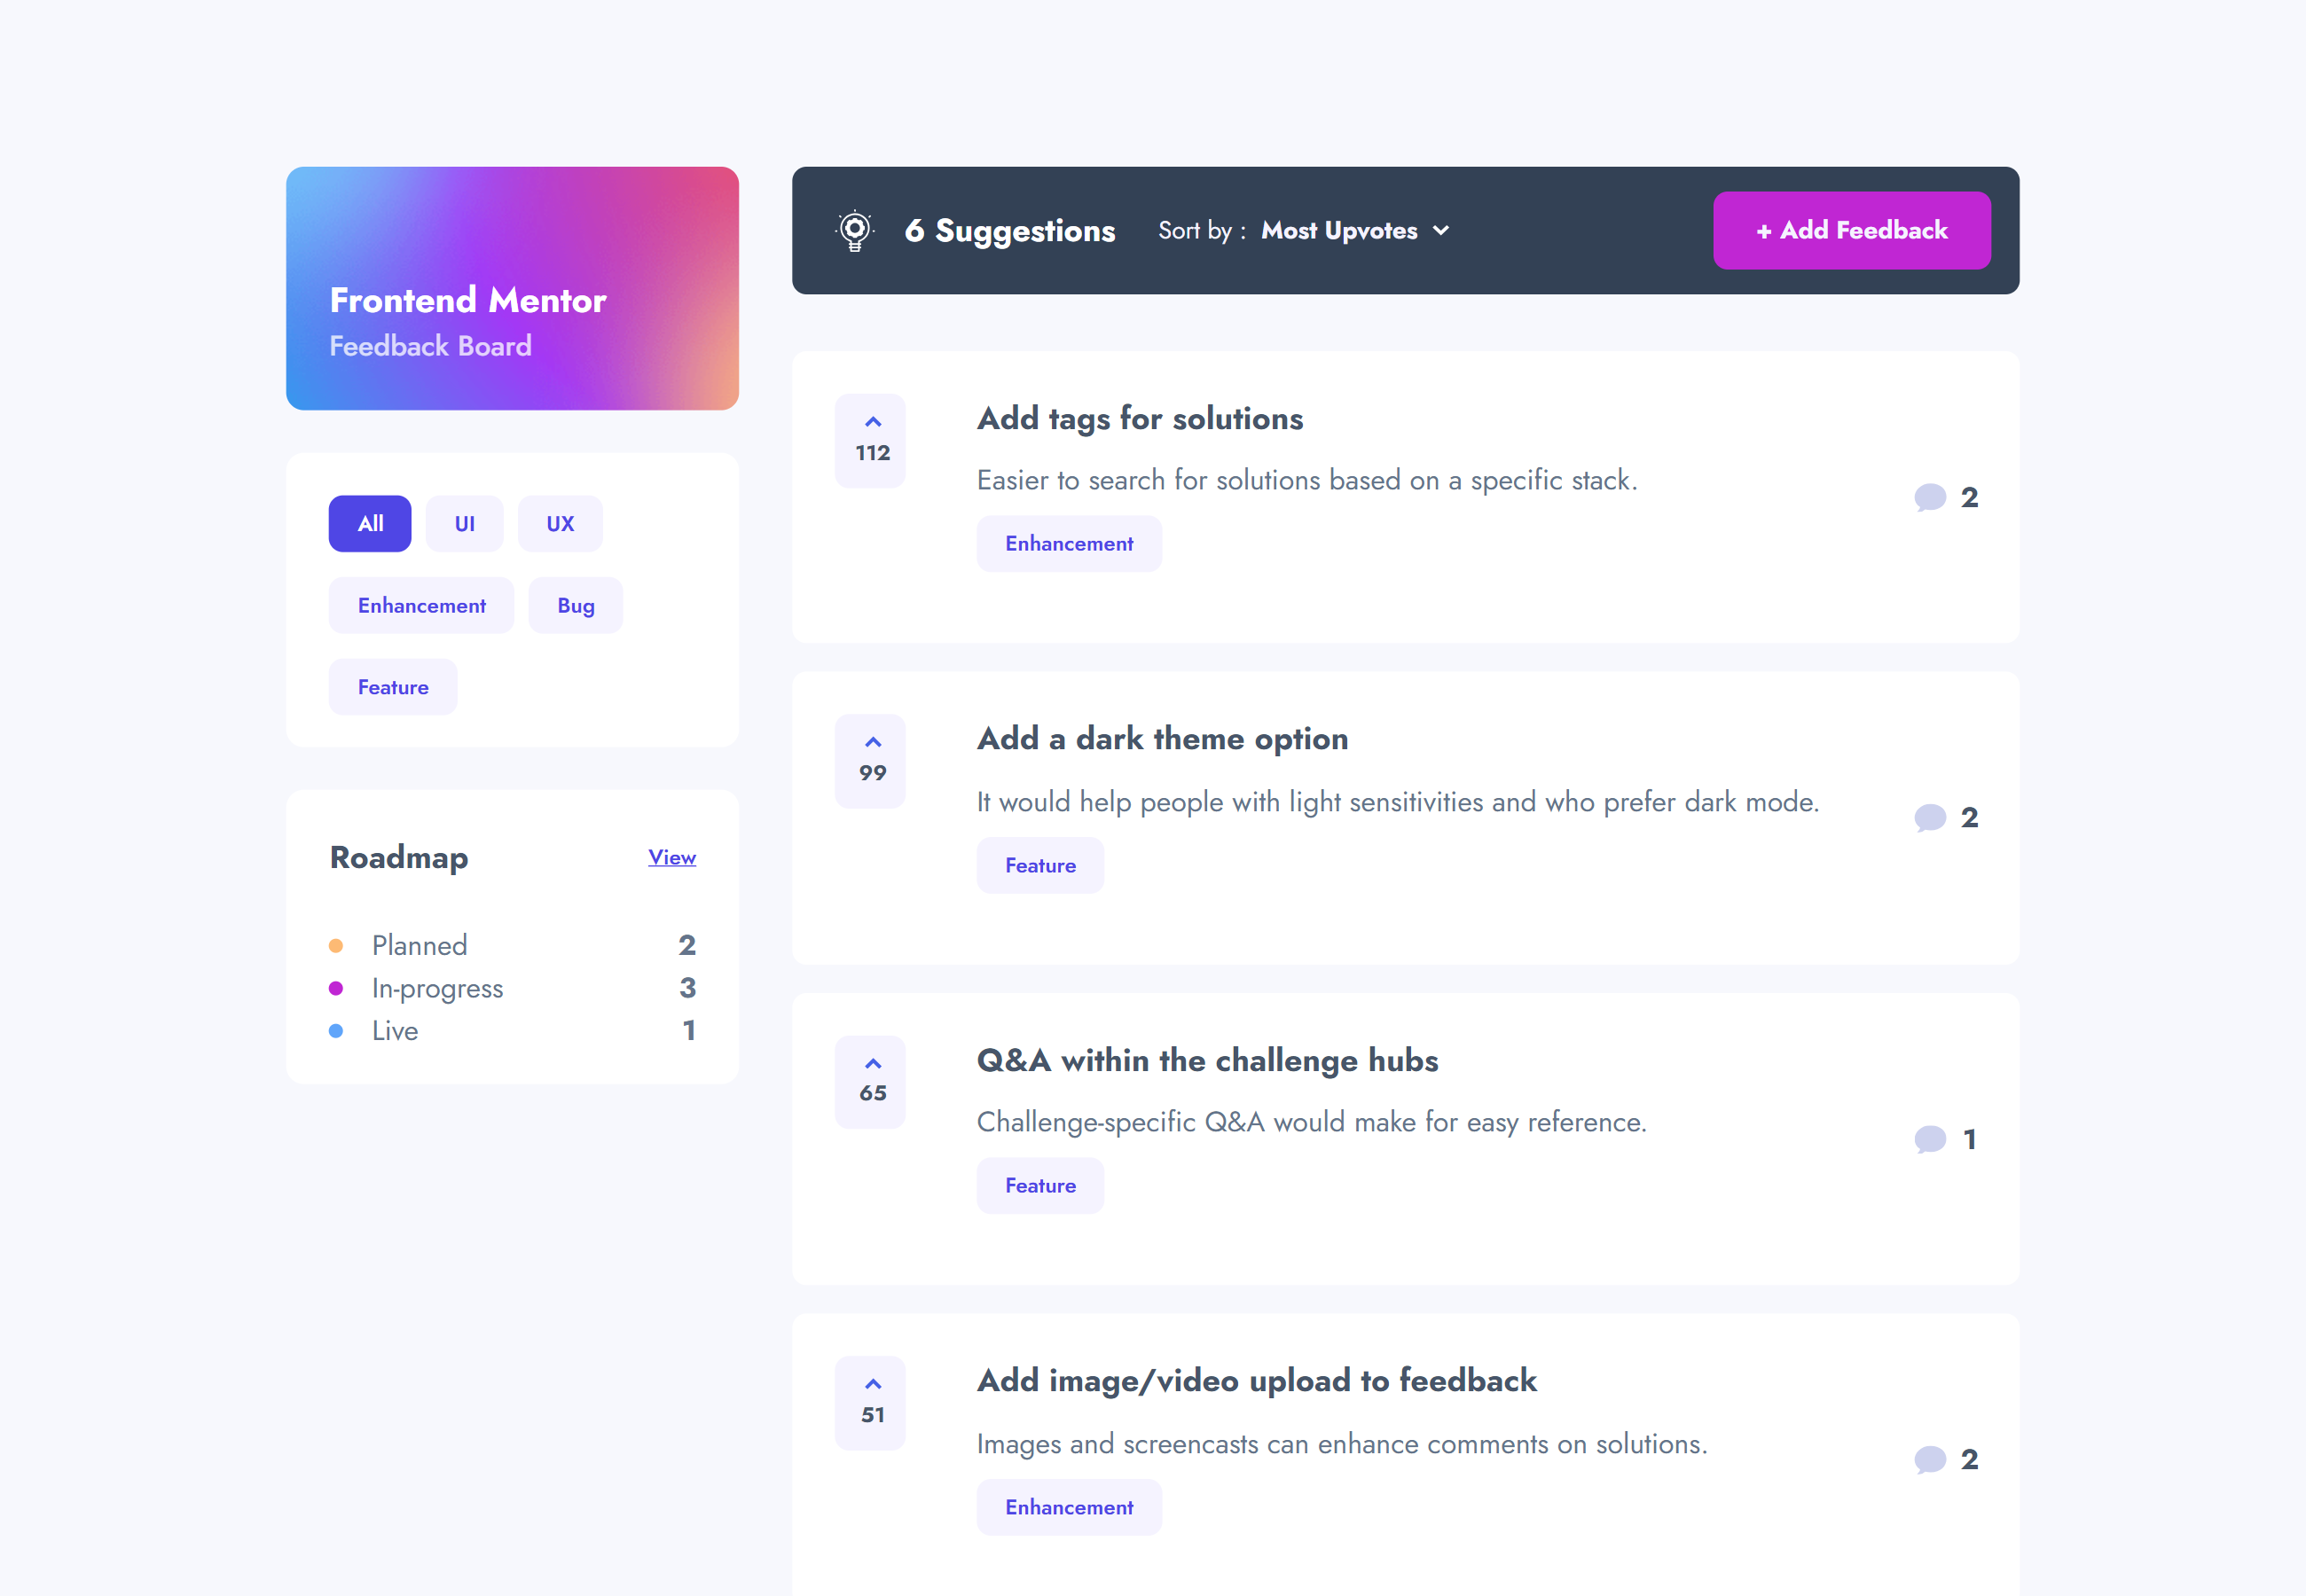 Frontend Mentor
Feedback Board
All UI UX
Enhancement Bug
Feature
Roadmap View
Planned 2
In-progress 3
Live 1
6 Suggestions Sort by : Most Upvotes + Add Feedback
Add tags for solutions
112
Easier to search for solutions based on a specific stack.
2
Enhancement
Add a dark theme option
99
It would help people with light sensitivities and who prefer dark mode.
2
Feature
Q&A within the challenge hubs
65
Challenge-specific Q&A would make for easy reference.
1
Feature
Add image/video upload to feedback
51
Images and screencasts can enhance comments on solutions.
2
Enhancement